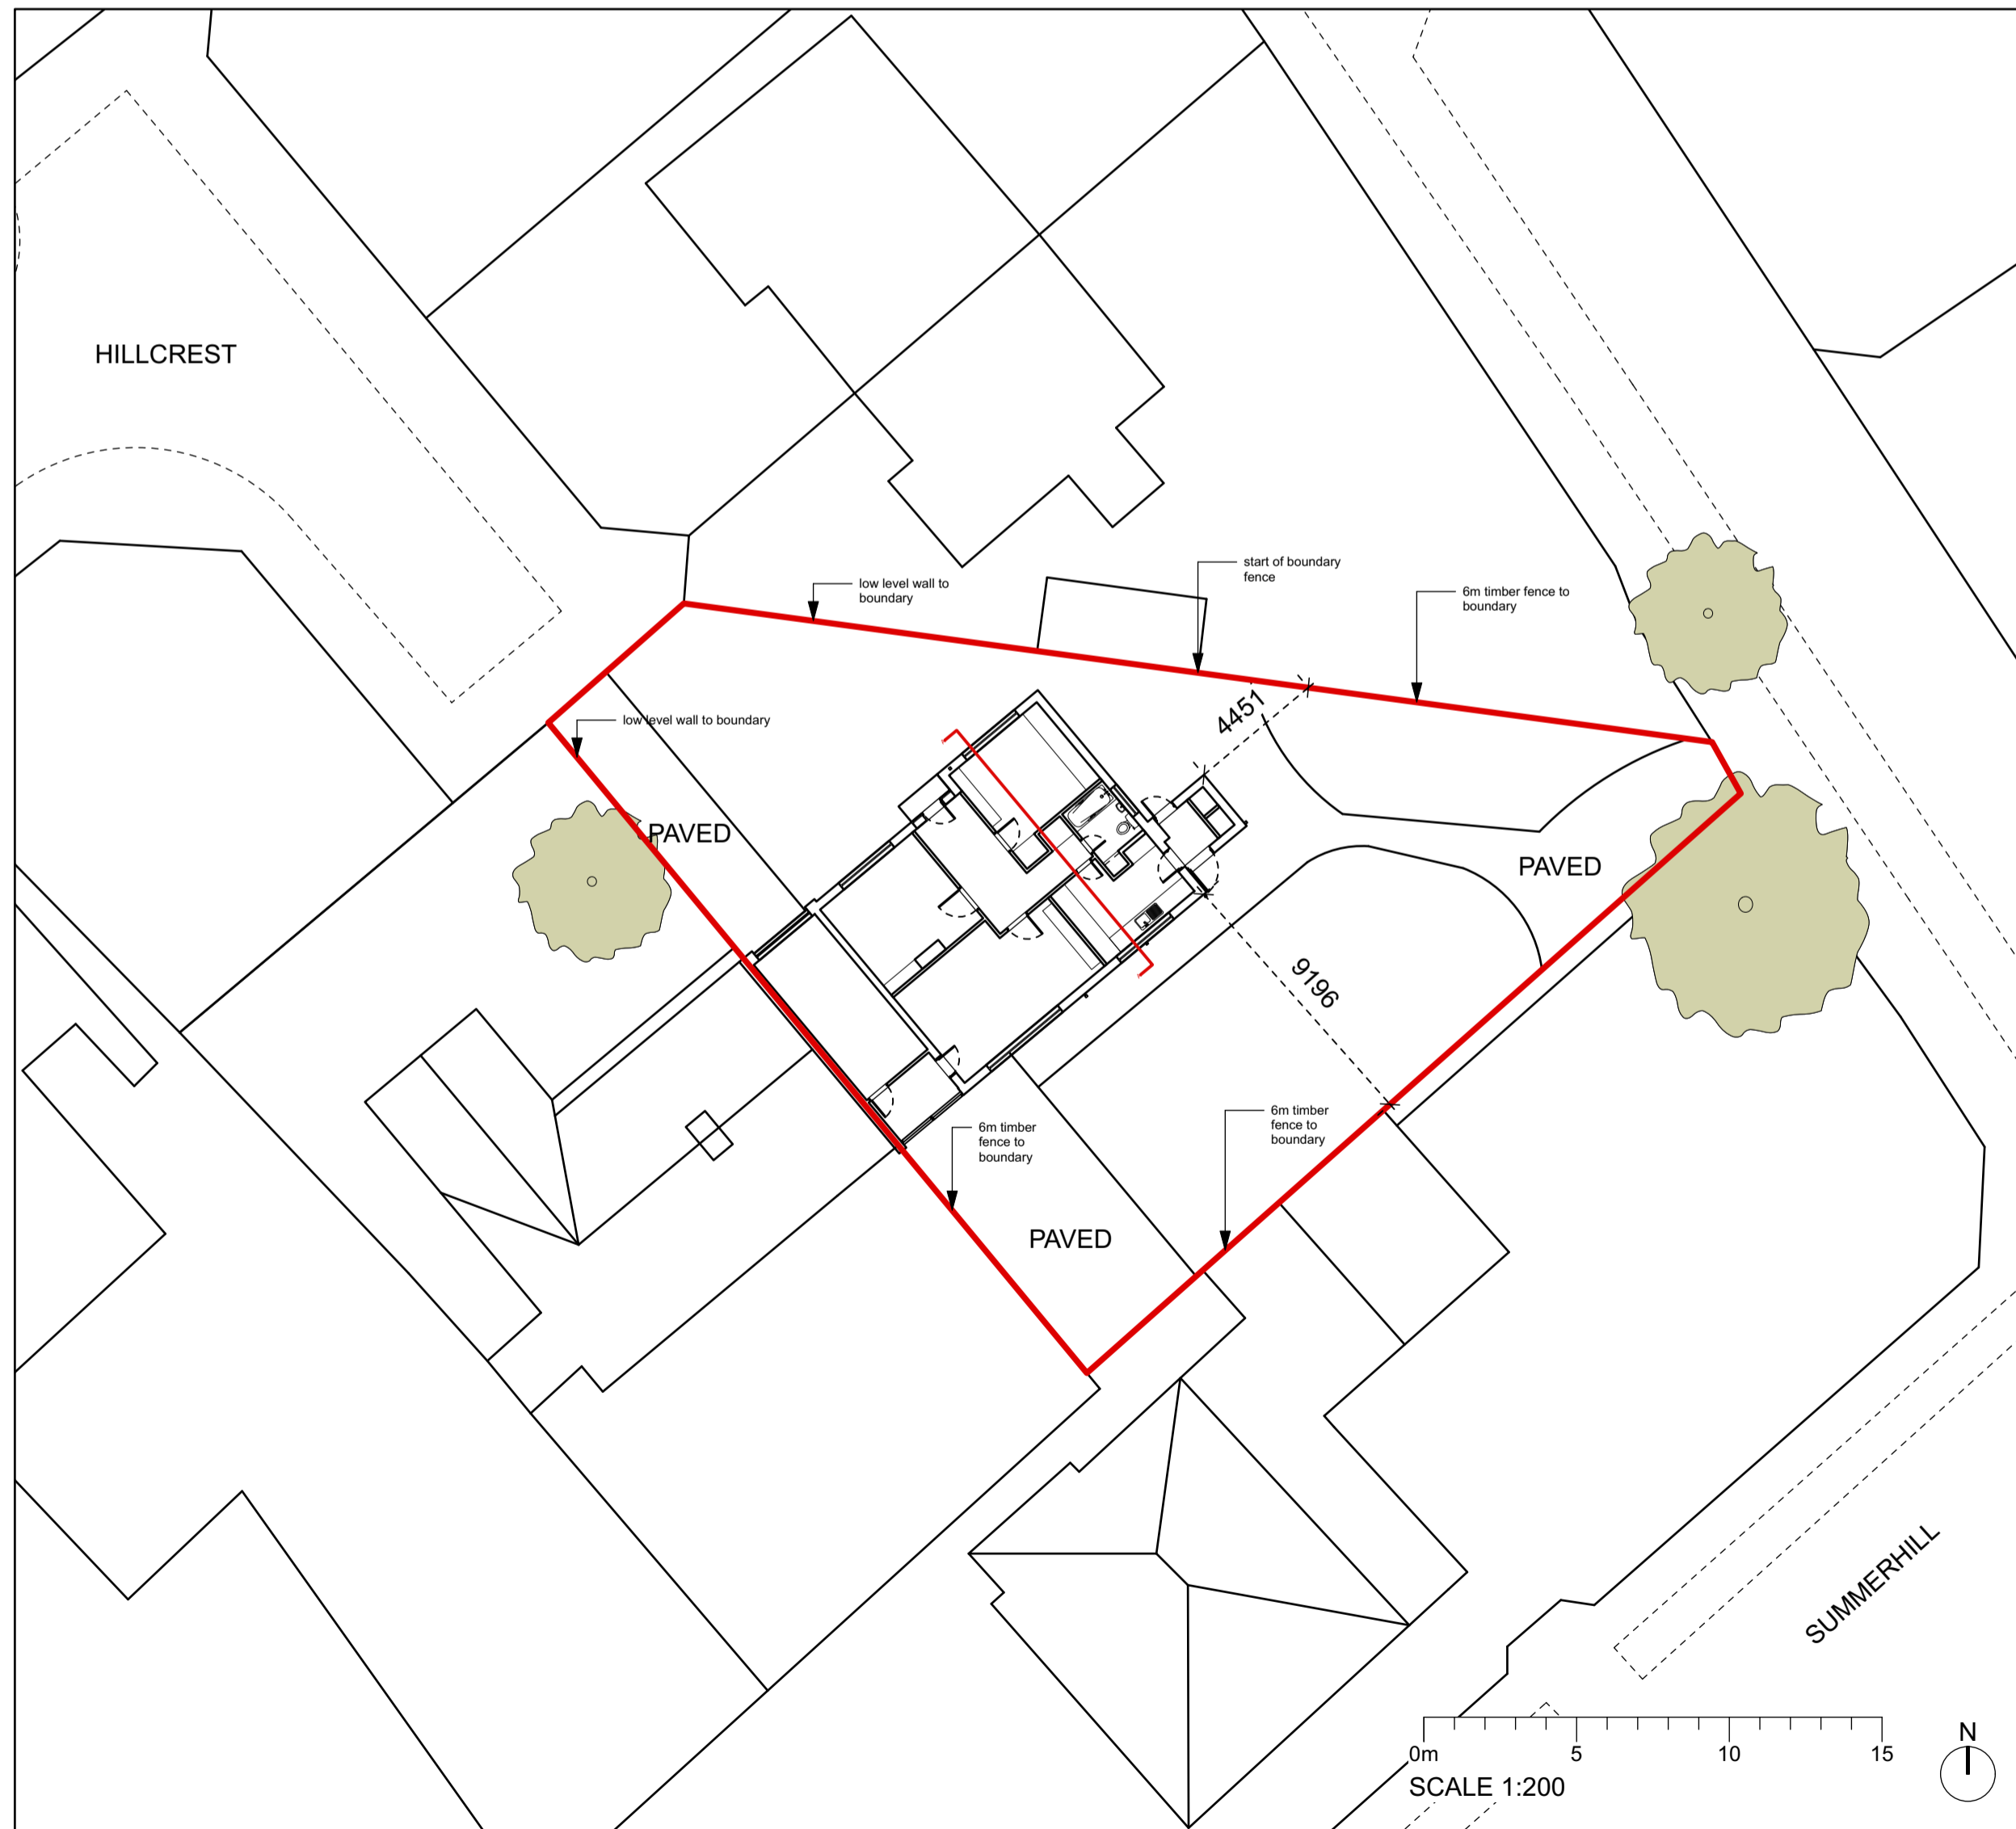 HILLCREST
low level wall to
boundary
start of boundary
fence
6m timber fence to
boundary
low level wall to boundary
4451
PAVED
PAVED
9196
6m timber
fence to
boundary
6m timber
fence to
boundary
PAVED
SUMMERHILL
0m 5 10 15
SCALE 1:200
N